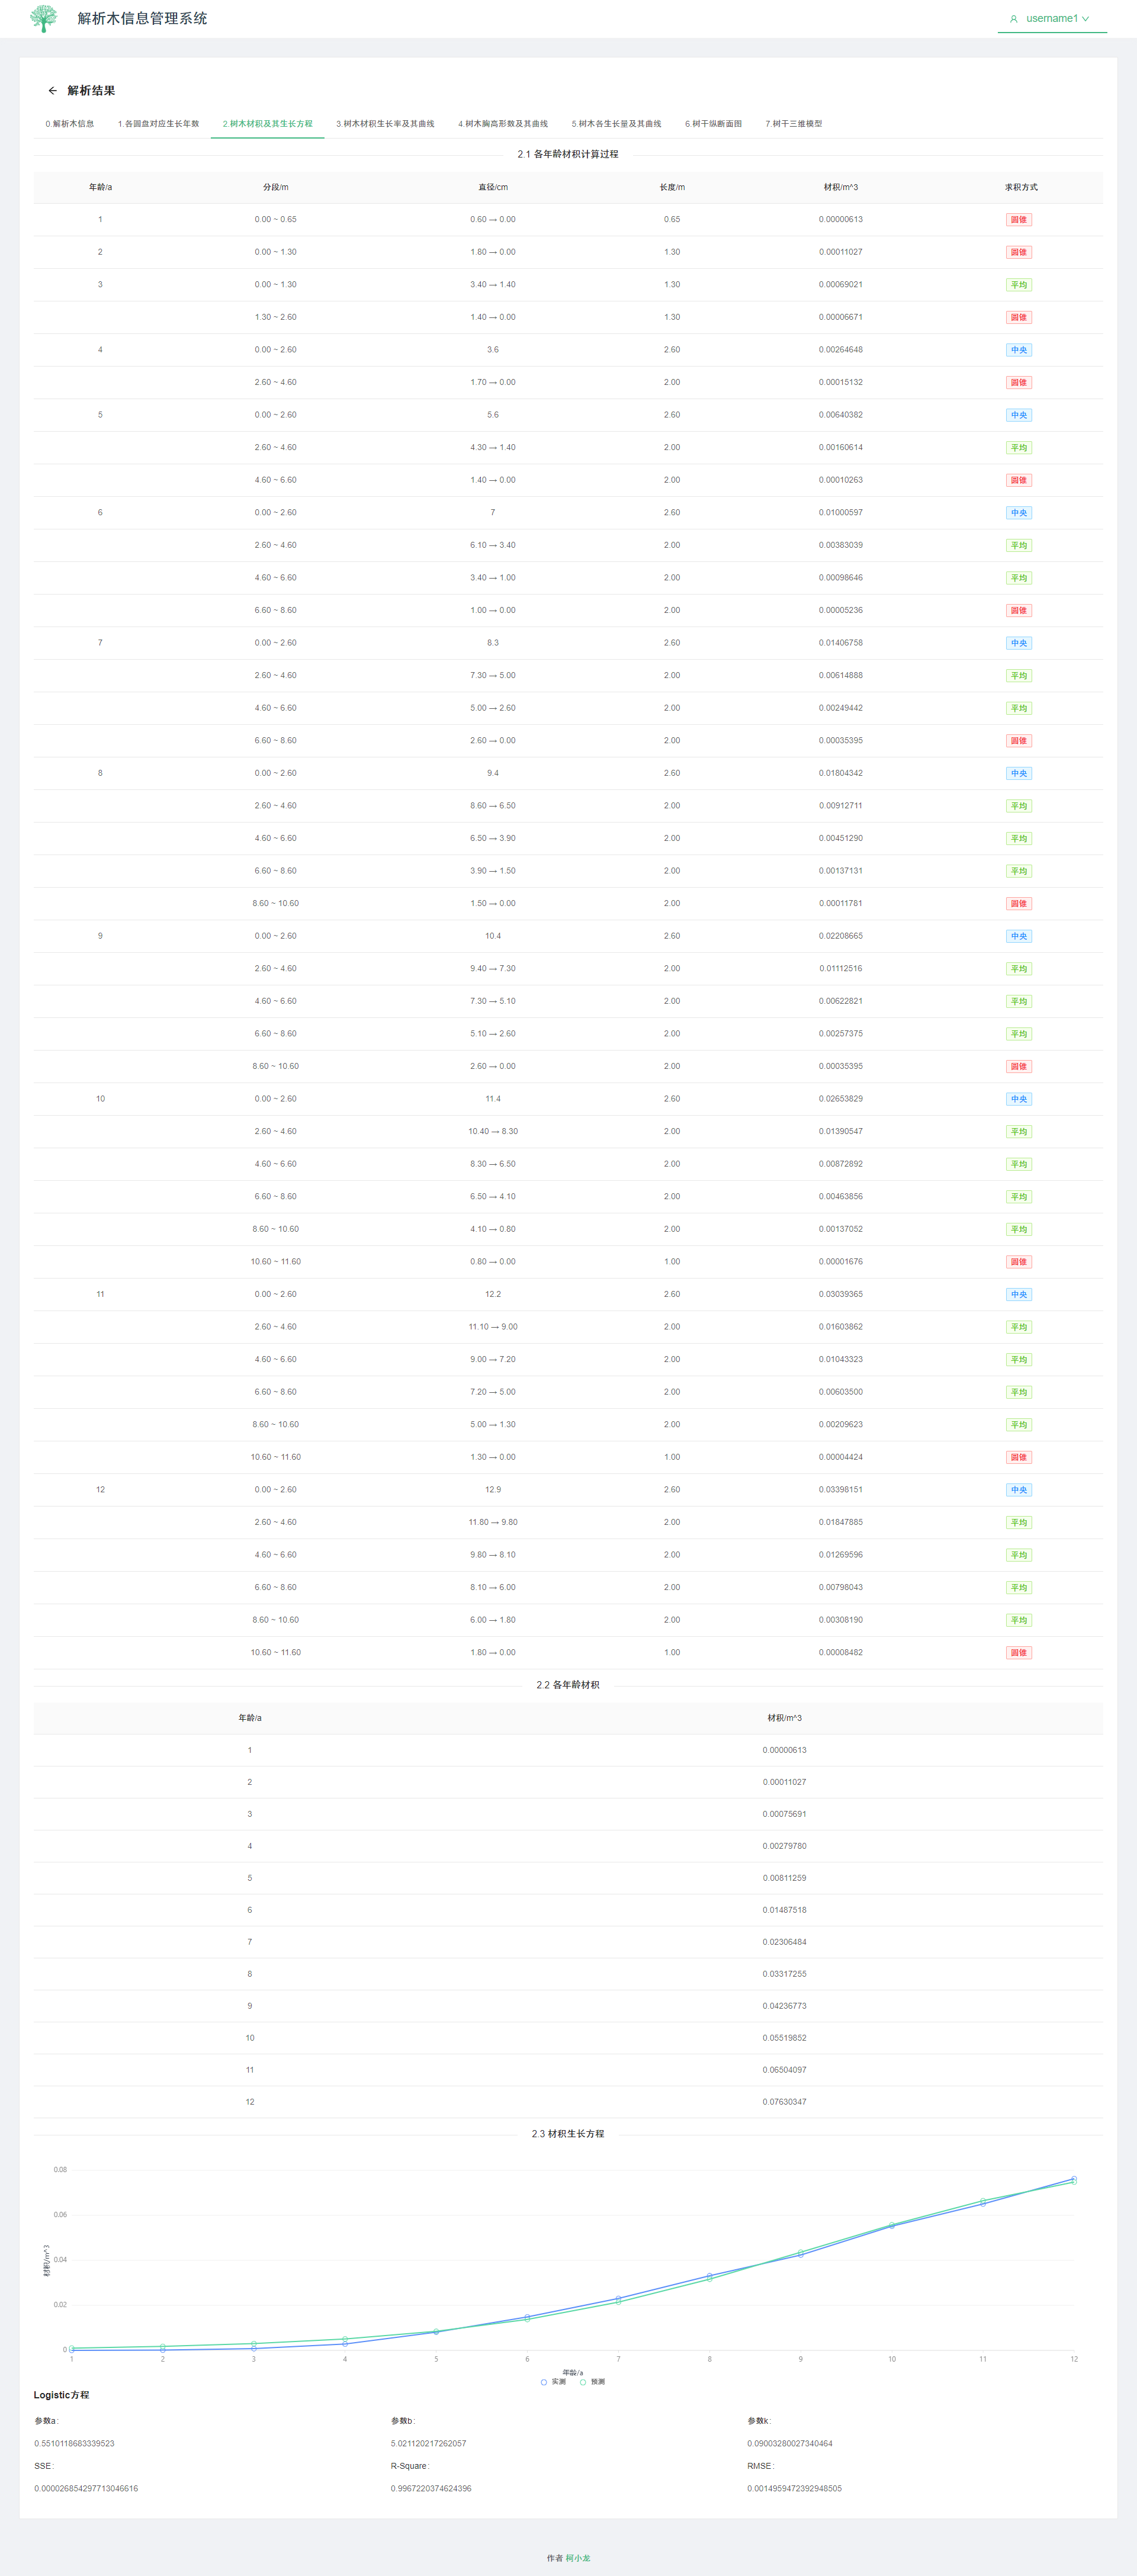 解析木信息管理系统
username1
解析结果
0.解析木信息 1.各圆盘对应生长年数 2.树木材积及其生长方程 3.树木材积生长率及其曲线 4.树木胸高形数及其曲线 5.树木各生长量及其曲线 6.树干纵断面图 7.树干三维模型
2.1 各年龄材积计算过程
年龄/a 分段/m 直径/cm 长度/m 材积/m^3 求积方式
1 0.00 ~ 0.65 0.60 → 0.00 0.65 0.00000613 圆锥
2 0.00 ~ 1.30 1.80 → 0.00 1.30 0.00011027 圆锥
3 0.00 ~ 1.30 3.40 → 1.40 1.30 0.00069021 平均
1.30 ~ 2.60 1.40 → 0.00 1.30 0.00006671 圆锥
4 0.00 ~ 2.60 3.6 2.60 0.00264648 中央
2.60 ~ 4.60 1.70 → 0.00 2.00 0.00015132 圆锥
5 0.00 ~ 2.60 5.6 2.60 0.00640382 中央
2.60 ~ 4.60 4.30 → 1.40 2.00 0.00160614 平均
4.60 ~ 6.60 1.40 → 0.00 2.00 0.00010263 圆锥
6 0.00 ~ 2.60 7 2.60 0.01000597 中央
2.60 ~ 4.60 6.10 → 3.40 2.00 0.00383039 平均
4.60 ~ 6.60 3.40 → 1.00 2.00 0.00098646 平均
6.60 ~ 8.60 1.00 → 0.00 2.00 0.00005236 圆锥
7 0.00 ~ 2.60 8.3 2.60 0.01406758 中央
2.60 ~ 4.60 7.30 → 5.00 2.00 0.00614888 平均
4.60 ~ 6.60 5.00 → 2.60 2.00 0.00249442 平均
6.60 ~ 8.60 2.60 → 0.00 2.00 0.00035395 圆锥
8 0.00 ~ 2.60 9.4 2.60 0.01804342 中央
2.60 ~ 4.60 8.60 → 6.50 2.00 0.00912711 平均
4.60 ~ 6.60 6.50 → 3.90 2.00 0.00451290 平均
6.60 ~ 8.60 3.90 → 1.50 2.00 0.00137131 平均
8.60 ~ 10.60 1.50 → 0.00 2.00 0.00011781 圆锥
9 0.00 ~ 2.60 10.4 2.60 0.02208665 中央
2.60 ~ 4.60 9.40 → 7.30 2.00 0.01112516 平均
4.60 ~ 6.60 7.30 → 5.10 2.00 0.00622821 平均
6.60 ~ 8.60 5.10 → 2.60 2.00 0.00257375 平均
8.60 ~ 10.60 2.60 → 0.00 2.00 0.00035395 圆锥
10 0.00 ~ 2.60 11.4 2.60 0.02653829 中央
2.60 ~ 4.60 10.40 → 8.30 2.00 0.01390547 平均
4.60 ~ 6.60 8.30 → 6.50 2.00 0.00872892 平均
6.60 ~ 8.60 6.50 → 4.10 2.00 0.00463856 平均
8.60 ~ 10.60 4.10 → 0.80 2.00 0.00137052 平均
10.60 ~ 11.60 0.80 → 0.00 1.00 0.00001676 圆锥
11 0.00 ~ 2.60 12.2 2.60 0.03039365 中央
2.60 ~ 4.60 11.10 → 9.00 2.00 0.01603862 平均
4.60 ~ 6.60 9.00 → 7.20 2.00 0.01043323 平均
6.60 ~ 8.60 7.20 → 5.00 2.00 0.00603500 平均
8.60 ~ 10.60 5.00 → 1.30 2.00 0.00209623 平均
10.60 ~ 11.60 1.30 → 0.00 1.00 0.00004424 圆锥
12 0.00 ~ 2.60 12.9 2.60 0.03398151 中央
2.60 ~ 4.60 11.80 → 9.80 2.00 0.01847885 平均
4.60 ~ 6.60 9.80 → 8.10 2.00 0.01269596 平均
6.60 ~ 8.60 8.10 → 6.00 2.00 0.00798043 平均
8.60 ~ 10.60 6.00 → 1.80 2.00 0.00308190 平均
10.60 ~ 11.60 1.80 → 0.00 1.00 0.00008482 圆锥
2.2 各年龄材积
年龄/a 材积/m^3
1 0.00000613
2 0.00011027
3 0.00075691
4 0.00279780
5 0.00811259
6 0.01487518
7 0.02306484
8 0.03317255
9 0.04236773
10 0.05519852
11 0.06504097
12 0.07630347
2.3 材积生长方程
0.08
0.06
0.04
0.02
0
材积/m^3
1 2 3 4 5 6 7 8 9 10 11 12
年龄/a
实测 预测
Logistic方程
参数a: 参数b: 参数k:
0.5510118683339523 5.021120217262057 0.09003280027340464
SSE: R-Square: RMSE:
0.000026854297713046616 0.9967220374624396 0.0014959472392948505
作者 柯小龙